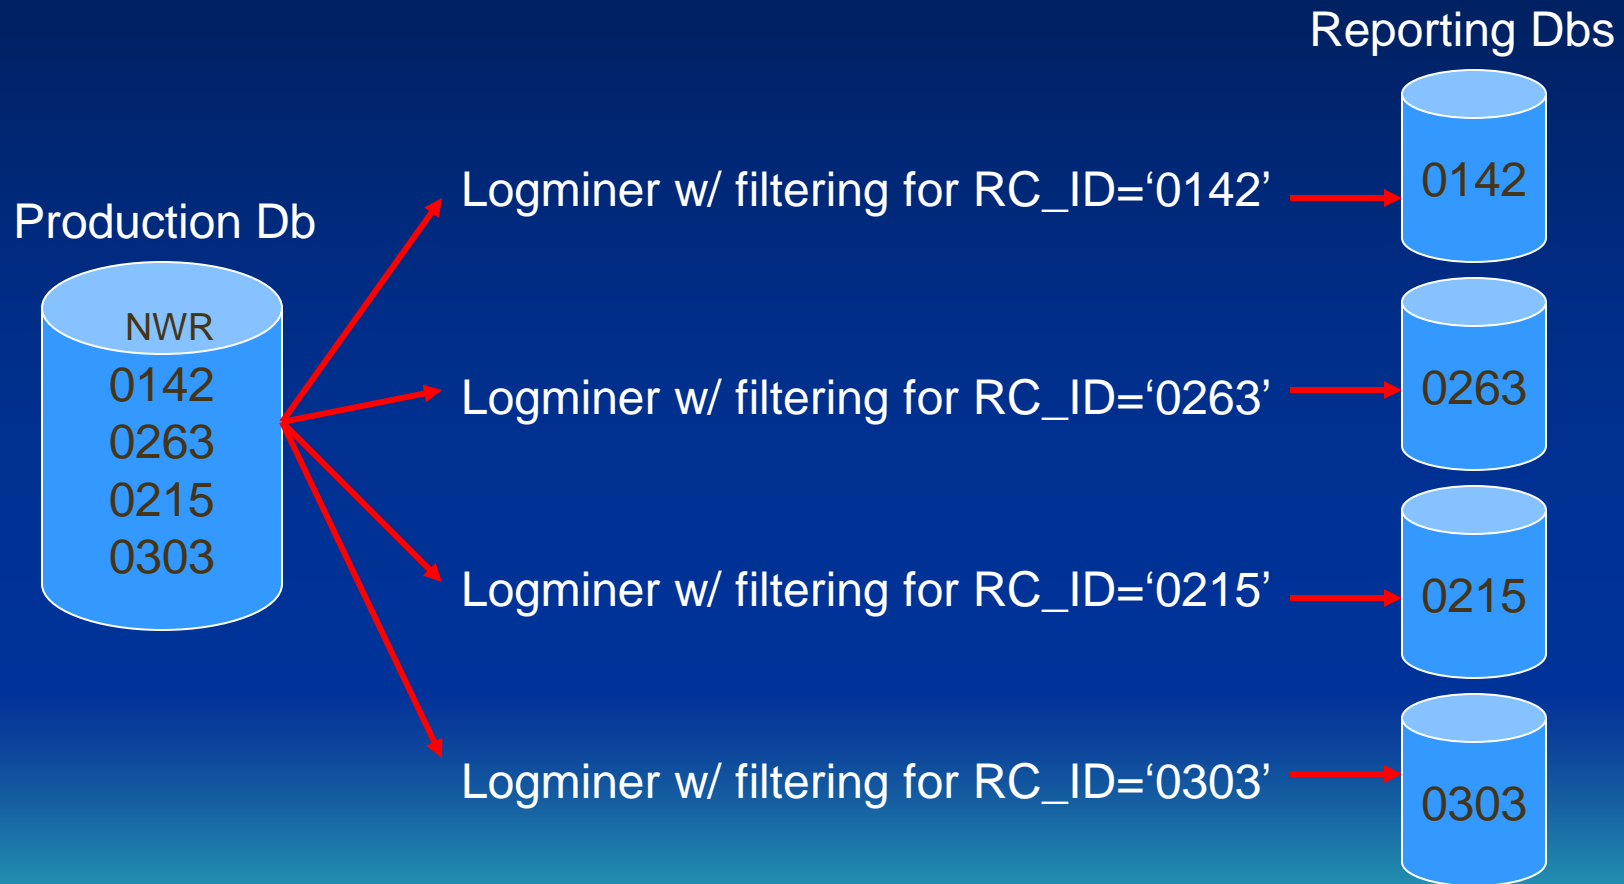 Reporting Dbs
Production Db
NWR
0142
0263
0215
0303
Logminer w/ filtering for RC_ID=‘0142’
0142
Logminer w/ filtering for RC_ID=‘0263’
0263
Logminer w/ filtering for RC_ID=‘0215’
0215
Logminer w/ filtering for RC_ID=‘0303’
0303